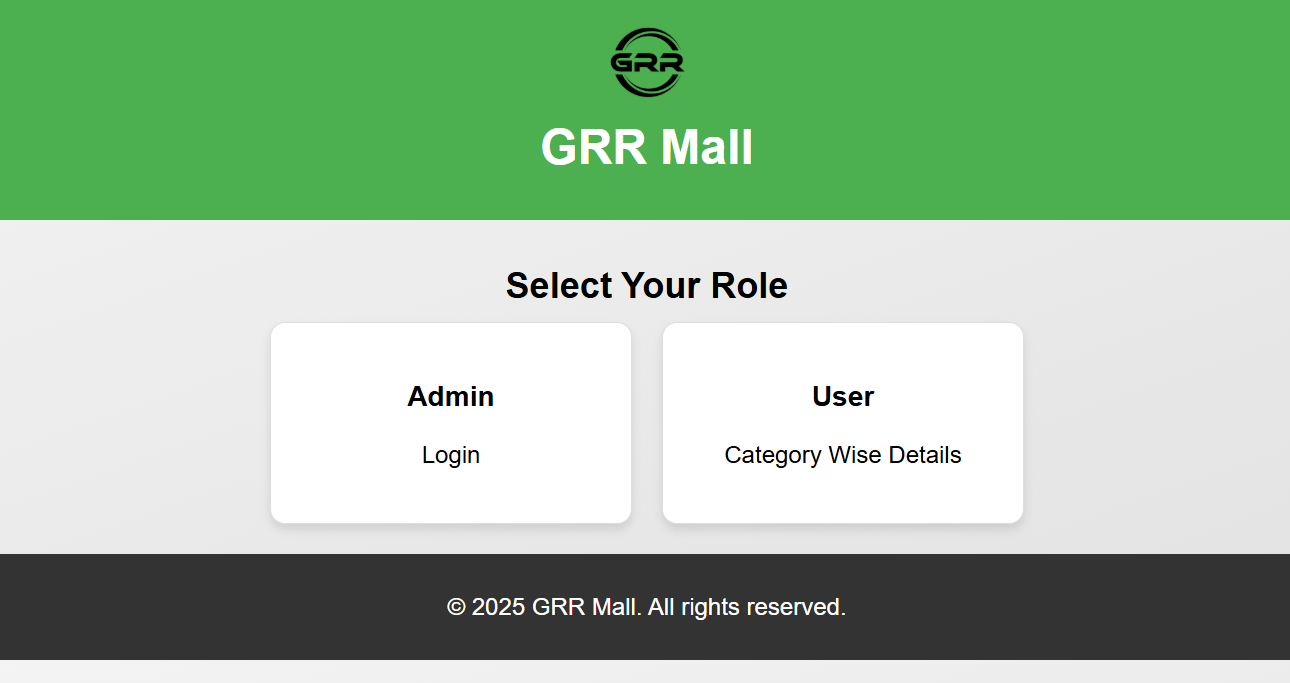 GRR
GRR Mall
Select Your Role
Admin
Login
User
Category Wise Details
© 2025 GRR Mall. All rights reserved.